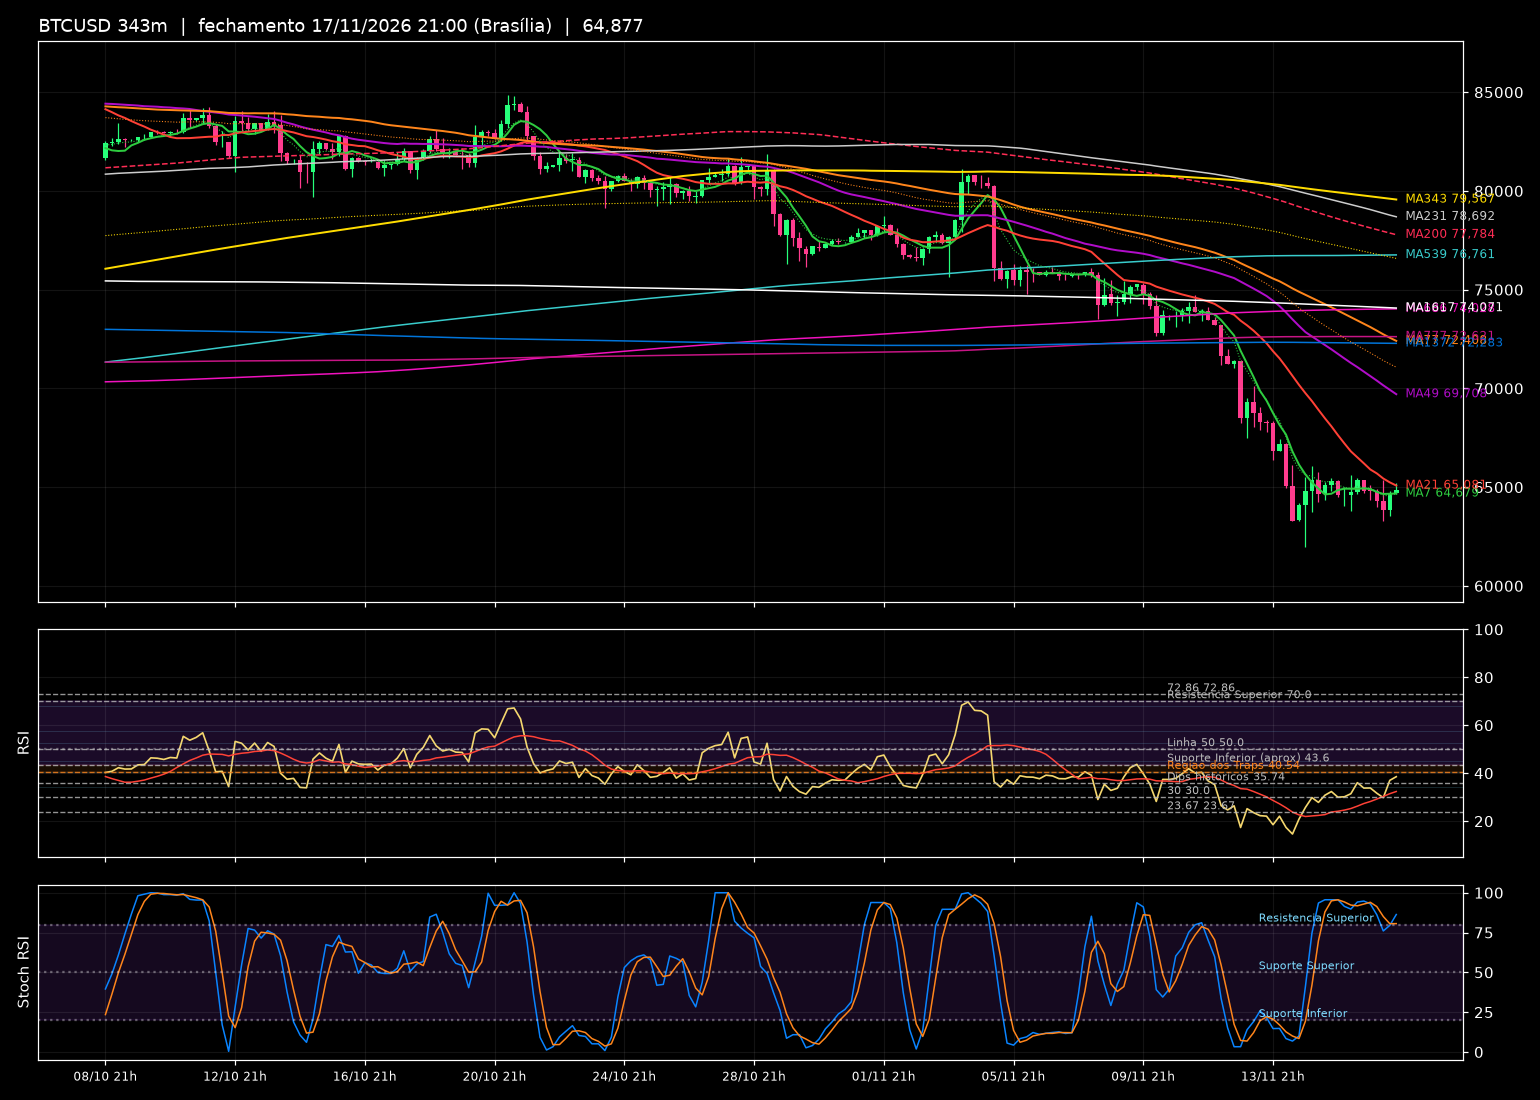 BTCUSD 343m | fechamento 17/11/2026 21:00 (Brasília) | 64,877
85000
80000
75000
70000
65000
60000
MA343 79,567
MA231 78,692
MA200 77,784
MA539 76,761
MA1617 74,071
MA49 69,708
MA21 65,081
MA7 64,679
RSI
100
80
60
40
20
72.86 72.86
Resistencia Superior 70.0
Linha 50 50.0
Suporte Inferior (aprox) 43.6
Regiao dos Traps 40.54
Dips historicos 35.74
30 30.0
23.67 23.67
Stoch RSI
100
75
50
25
0
Resistencia Superior
Suporte Superior
Suporte Inferior
08/10 21h
12/10 21h
16/10 21h
20/10 21h
24/10 21h
28/10 21h
01/11 21h
05/11 21h
09/11 21h
13/11 21h